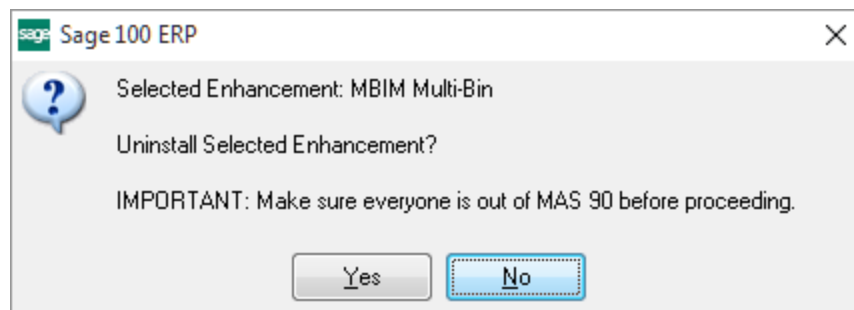 sage Sage 100 ERP
?
Selected Enhancement: MBIM Multi-Bin
Uninstall Selected Enhancement?
IMPORTANT: Make sure everyone is out of MAS 90 before proceeding.
Yes No